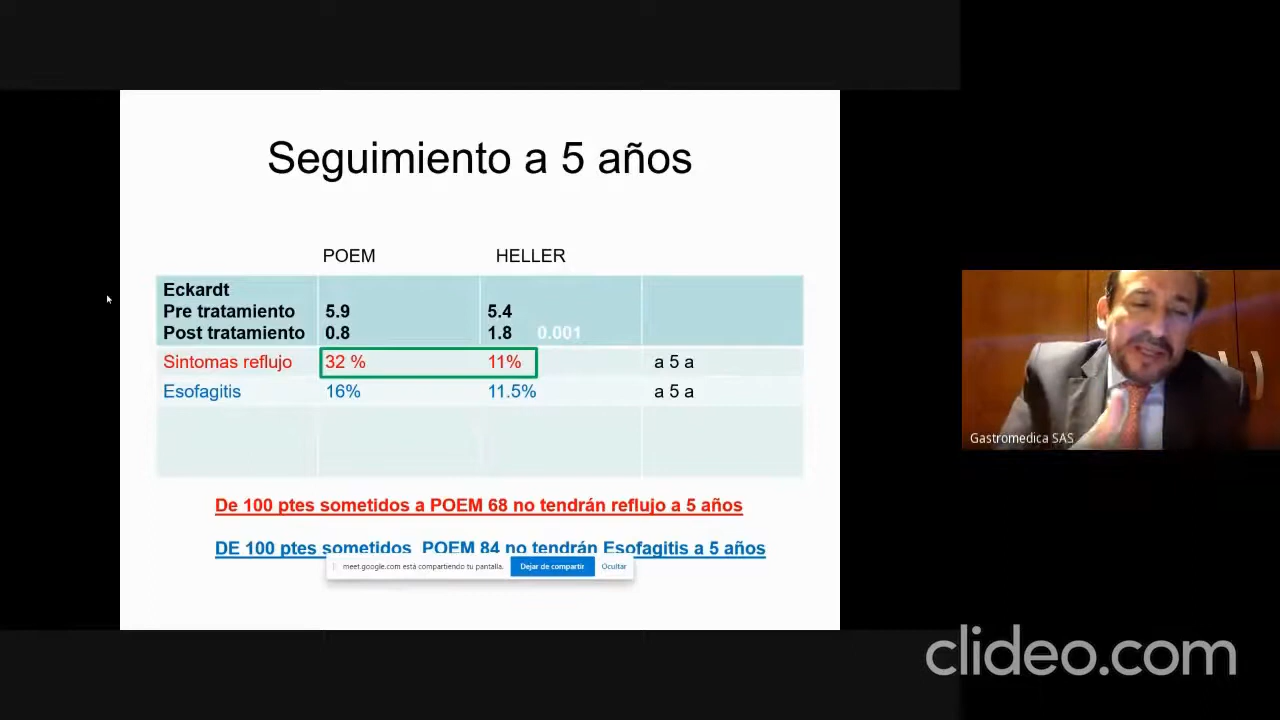 Seguimiento a 5 años
POEM HELLER
Eckardt
Pre tratamiento 5.9 5.4
Post tratamiento 0.8 1.8 0.001
Sintomas reflujo 32 % 11% a 5 a
Esofagitis 16% 11.5% a 5 a
De 100 ptes sometidos a POEM 68 no tendrán reflujo a 5 años
DE 100 ptes sometidos POEM 84 no tendrán Esofagitis a 5 años
meet.google.com está compartiendo tu pantalla. Dejar de compartir Ocultar
Gastromedica SAS
clideo.com